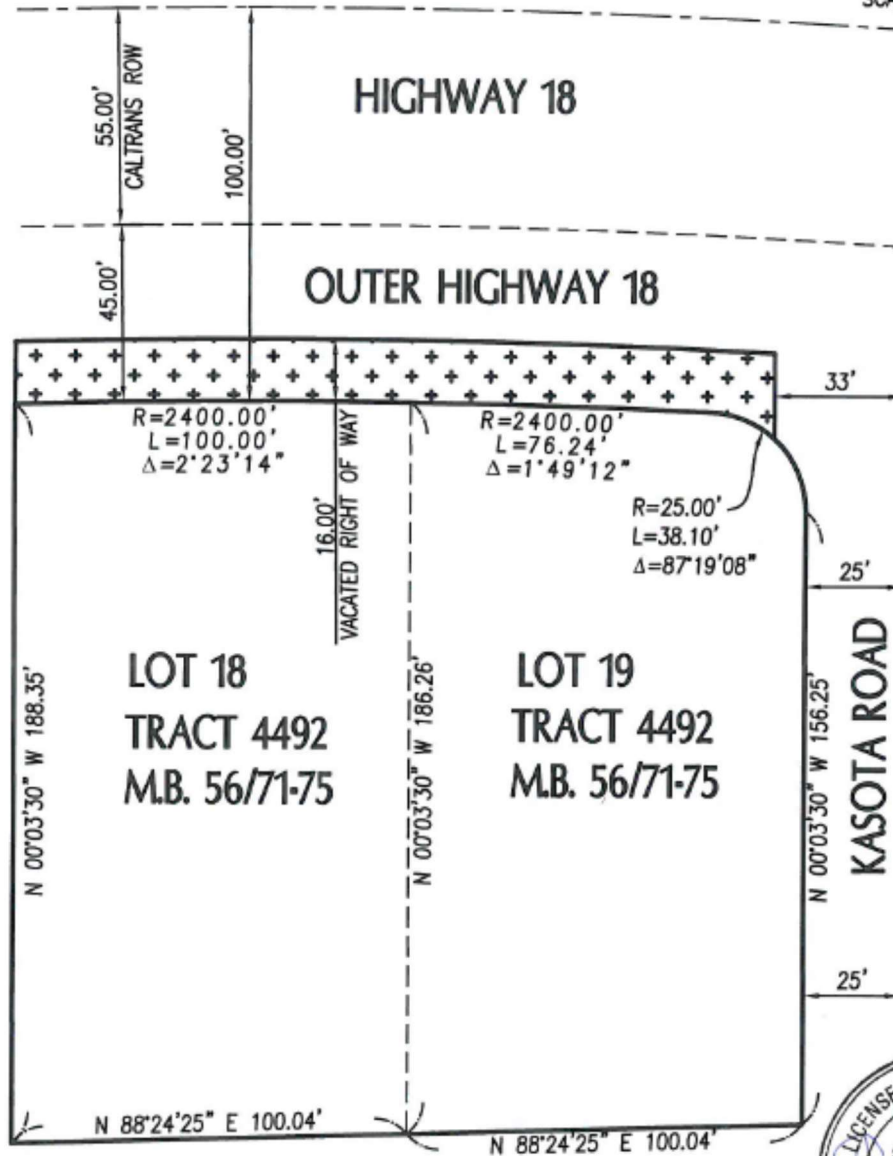 55.00'
CALTRANS ROW
100.00'
HIGHWAY 18
45.00'
OUTER HIGHWAY 18
33'
R=2400.00'
L=100.00'
Δ=2°23'14"
16.00'
VACATED RIGHT OF WAY
R=2400.00'
L=76.24'
Δ=1°49'12"
R=25.00'
L=38.10'
Δ=87°19'08"
25'
N 00°03'30" W 188.35'
LOT 18
TRACT 4492
M.B. 56/71-75
N 00°03'30" W 186.26'
LOT 19
TRACT 4492
M.B. 56/71-75
N 00°03'30" W 156.25'
KASOTA ROAD
25'
N 88°24'25" E 100.04'
N 88°24'25" E 100.04'